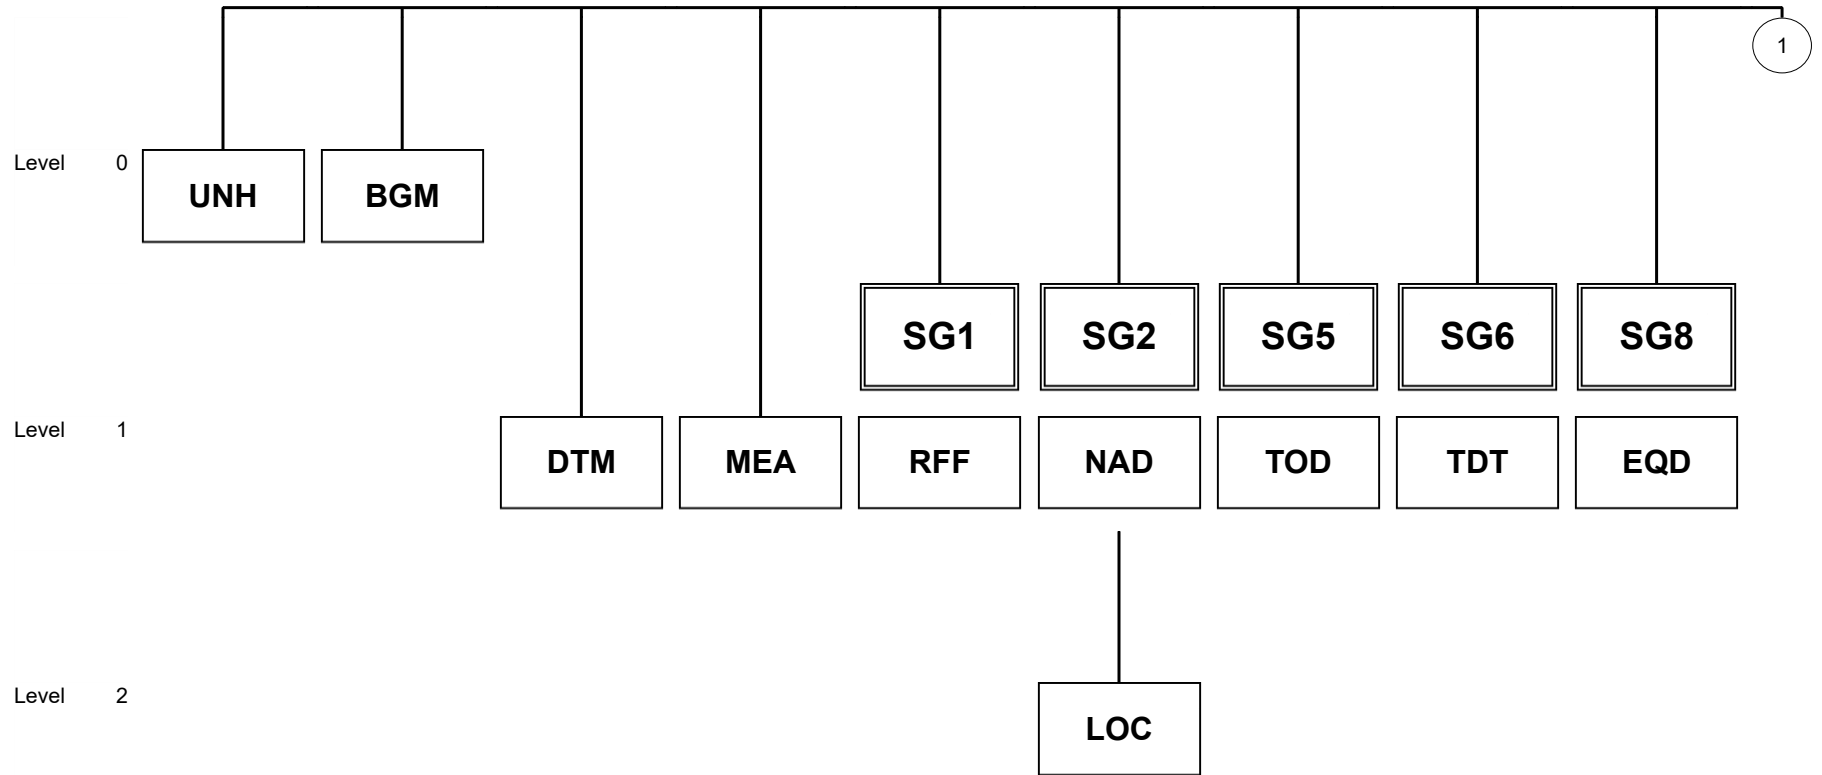 1
Level 0
UNH BGM
SG1 SG2 SG5 SG6 SG8
Level 1
DTM MEA RFF NAD TOD TDT EQD
Level 2
LOC